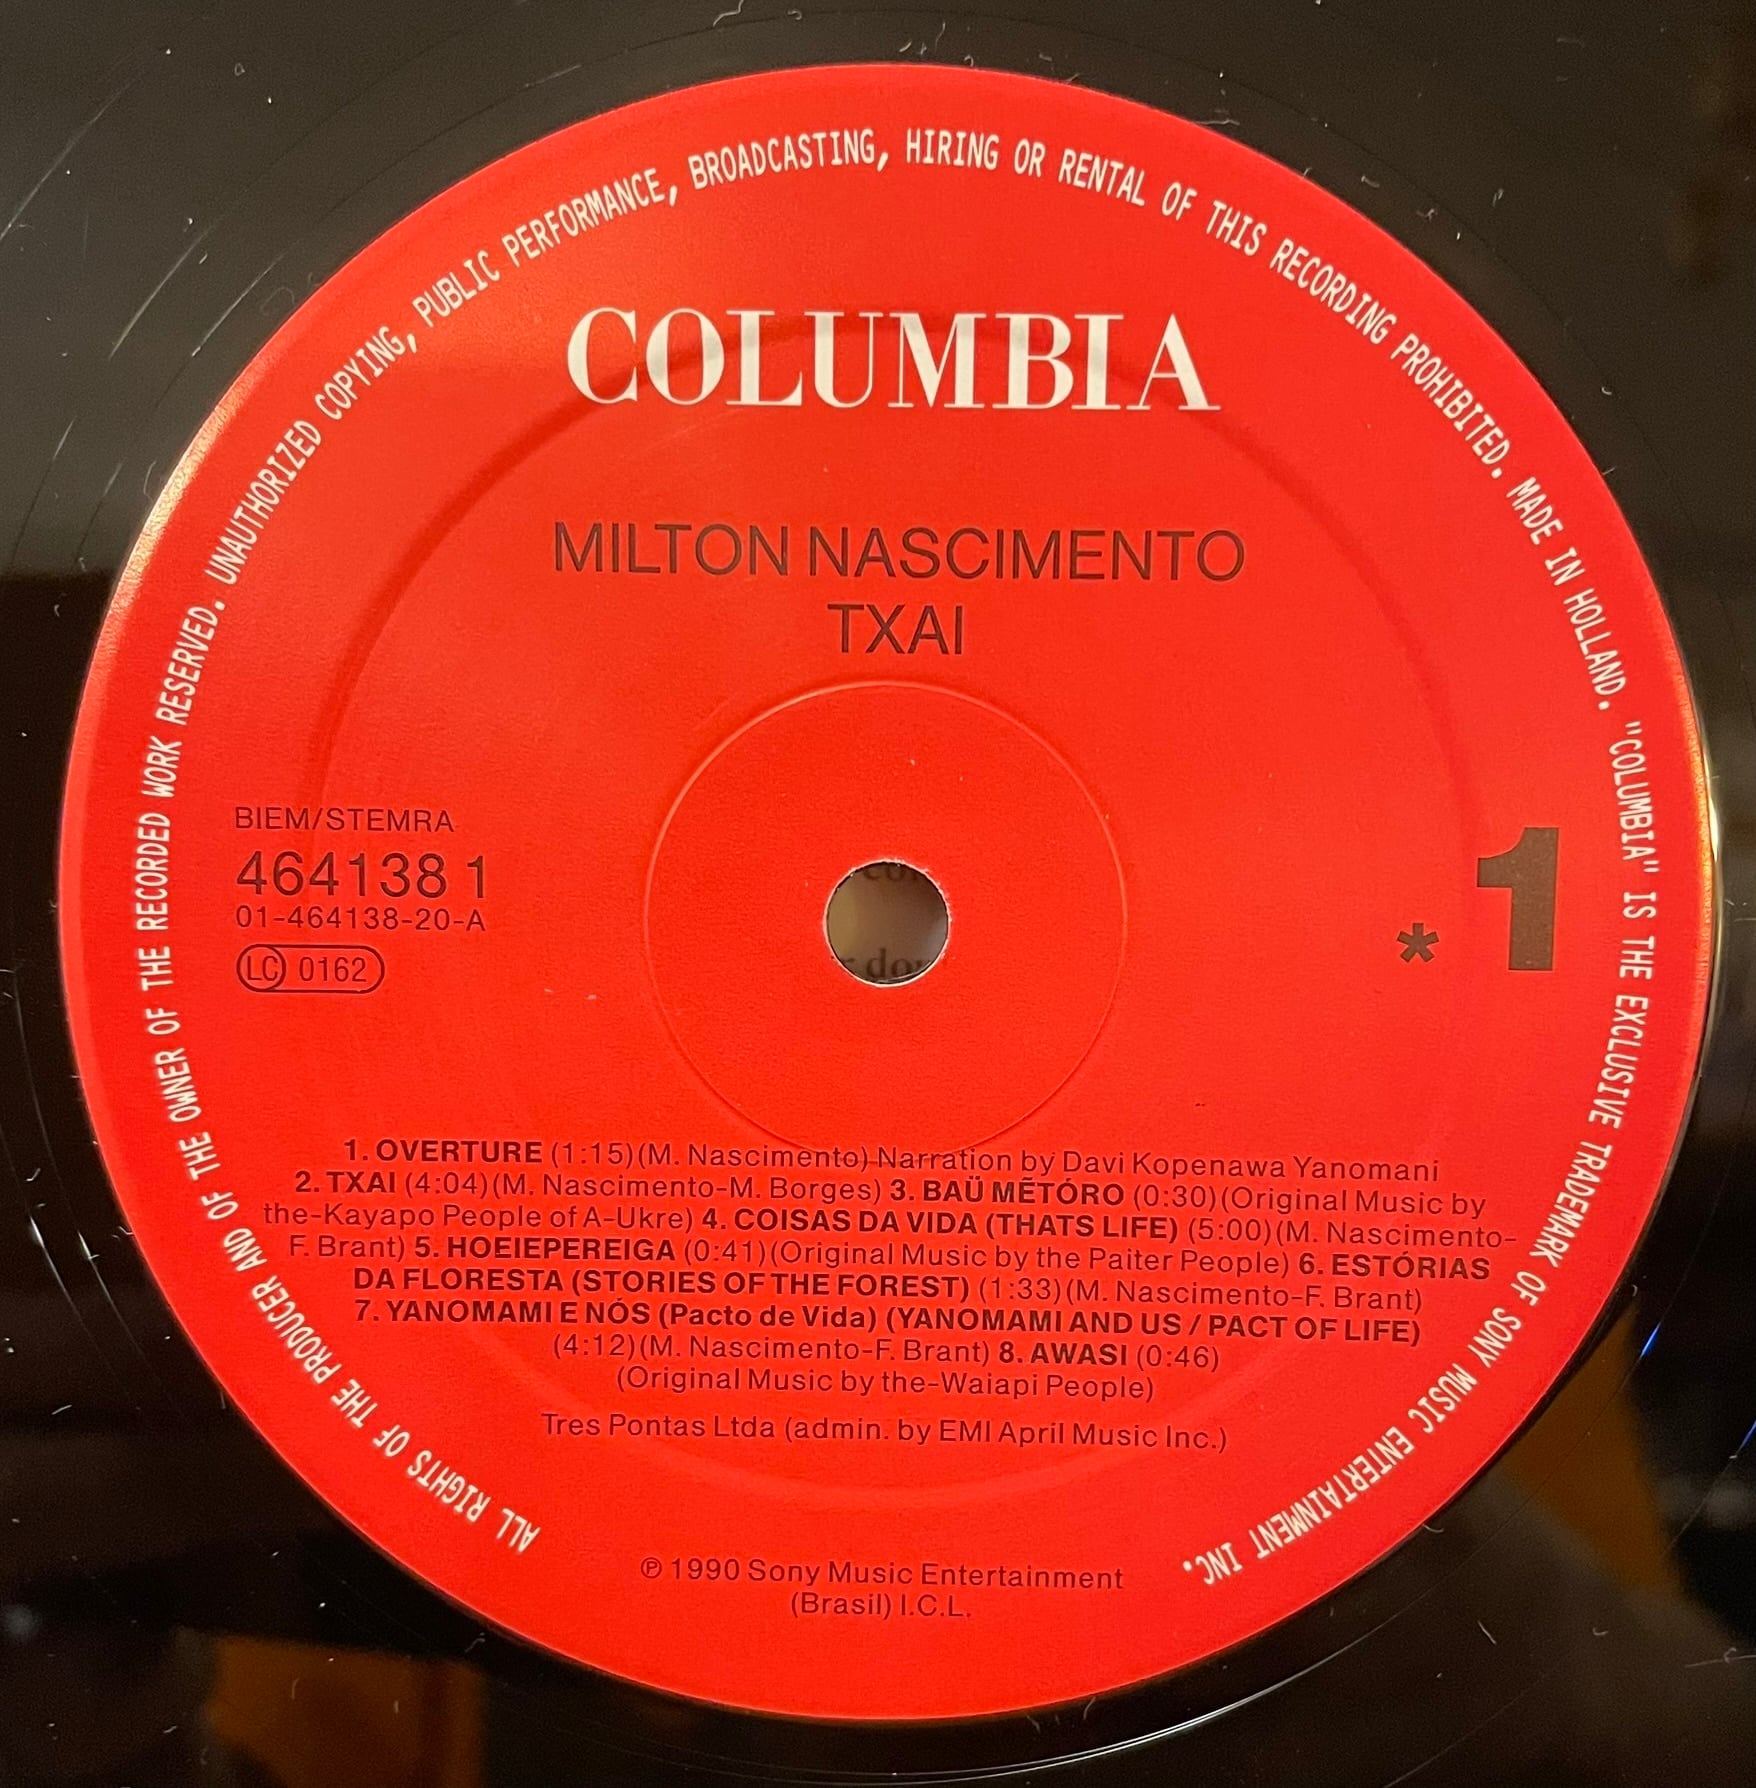 ALL RIGHTS OF THE PRODUCER AND OF THE OWNER OF THE RECORDED WORK RESERVED. UNAUTHORIZED COPYING, PUBLIC PERFORMANCE, BROADCASTING, HIRING OR RENTAL OF THIS RECORDING PROHIBITED. MADE IN HOLLAND. "COLUMBIA" IS THE EXCLUSIVE TRADEMARK OF SONY MUSIC ENTERTAINMENT INC.
COLUMBIA
MILTON NASCIMENTO
TXAI
BIEM/STEMRA
464138 1
01-464138-20-A
LC 0162
* 1
1. OVERTURE (1:15)(M. Nascimento) Narration by Davi Kopenawa Yanomani
2. TXAI (4:04)(M. Nascimento-M. Borges) 3. BAÜ MẼTÓRO (0:30)(Original Music by
the-Kayapo People of A-Ukre) 4. COISAS DA VIDA (THATS LIFE) (5:00)(M. Nascimento-
F. Brant) 5. HOEIEPEREIGA (0:41)(Original Music by the Paiter People) 6. ESTÓRIAS
DA FLORESTA (STORIES OF THE FOREST) (1:33)(M. Nascimento-F. Brant)
7. YANOMAMI E NÓS (Pacto de Vida) (YANOMAMI AND US / PACT OF LIFE)
(4:12)(M. Nascimento-F. Brant) 8. AWASI (0:46)
(Original Music by the-Waiapi People)
Tres Pontas Ltda (admin. by EMI April Music Inc.)
℗ 1990 Sony Music Entertainment
(Brasil) I.C.L.